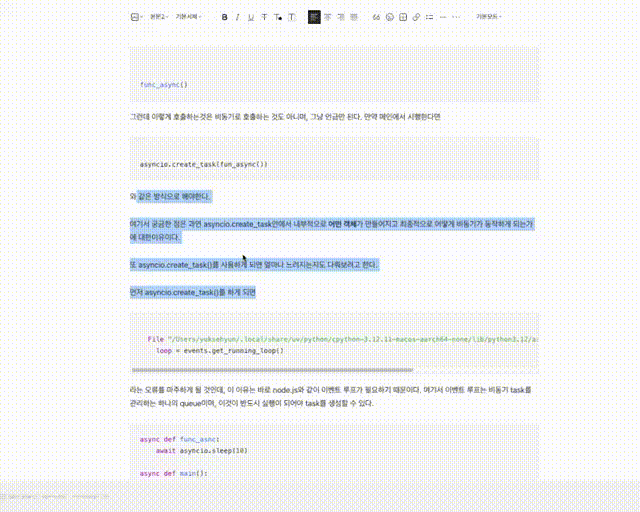 본문2 기본서체 B I U T T T 기본모드
func_async()
그런데 이렇게 호출하는것은 비동기로 호출하는 것도 아니며, 그냥 안급만 된다. 만약 메인에서 시행한다면
asyncio.create_task(fun_async())
와 같은 방식으로 해야한다.
여기서 궁금한 점은 과연 asyncio.create_task안에서 내부적으로 어떤 객체가 만들어지고 최종적으로 어떻게 비동기가 동작하게 되는가
에 대한이유이다.
또 asyncio.create_task()를 사용하게 되면 얼마나 느려지는지도 다뤄보려고 한다.
먼저 asyncio.create_task()를 하게 되면
File "/Users/yuksehyun/.local/share/uv/python/cpython-3.12.11-macos-aarch64-none/lib/python3.12/a
loop = events.get_running_loop()
라는 오류를 마주하게 될 것인데, 이 이유는 바로 node.js와 같이 이벤트 루프가 필요하기 때문이다. 여기서 이벤트 루프는 비동기 task를
관리하는 하나의 queue이며, 이것이 반드시 실행이 되어야 task를 생성할 수 있다.
async def func_asnc:
await asyncio.sleep(10)
async def main():